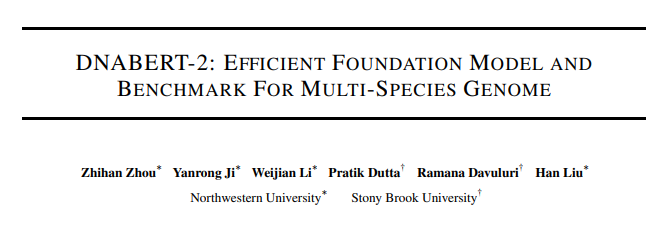 DNABERT-2: EFFICIENT FOUNDATION MODEL AND
BENCHMARK FOR MULTI-SPECIES GENOME
Zhihan Zhou* Yanrong Ji* Weijian Li* Pratik Dutta† Ramana Davuluri† Han Liu*
Northwestern University* Stony Brook University†